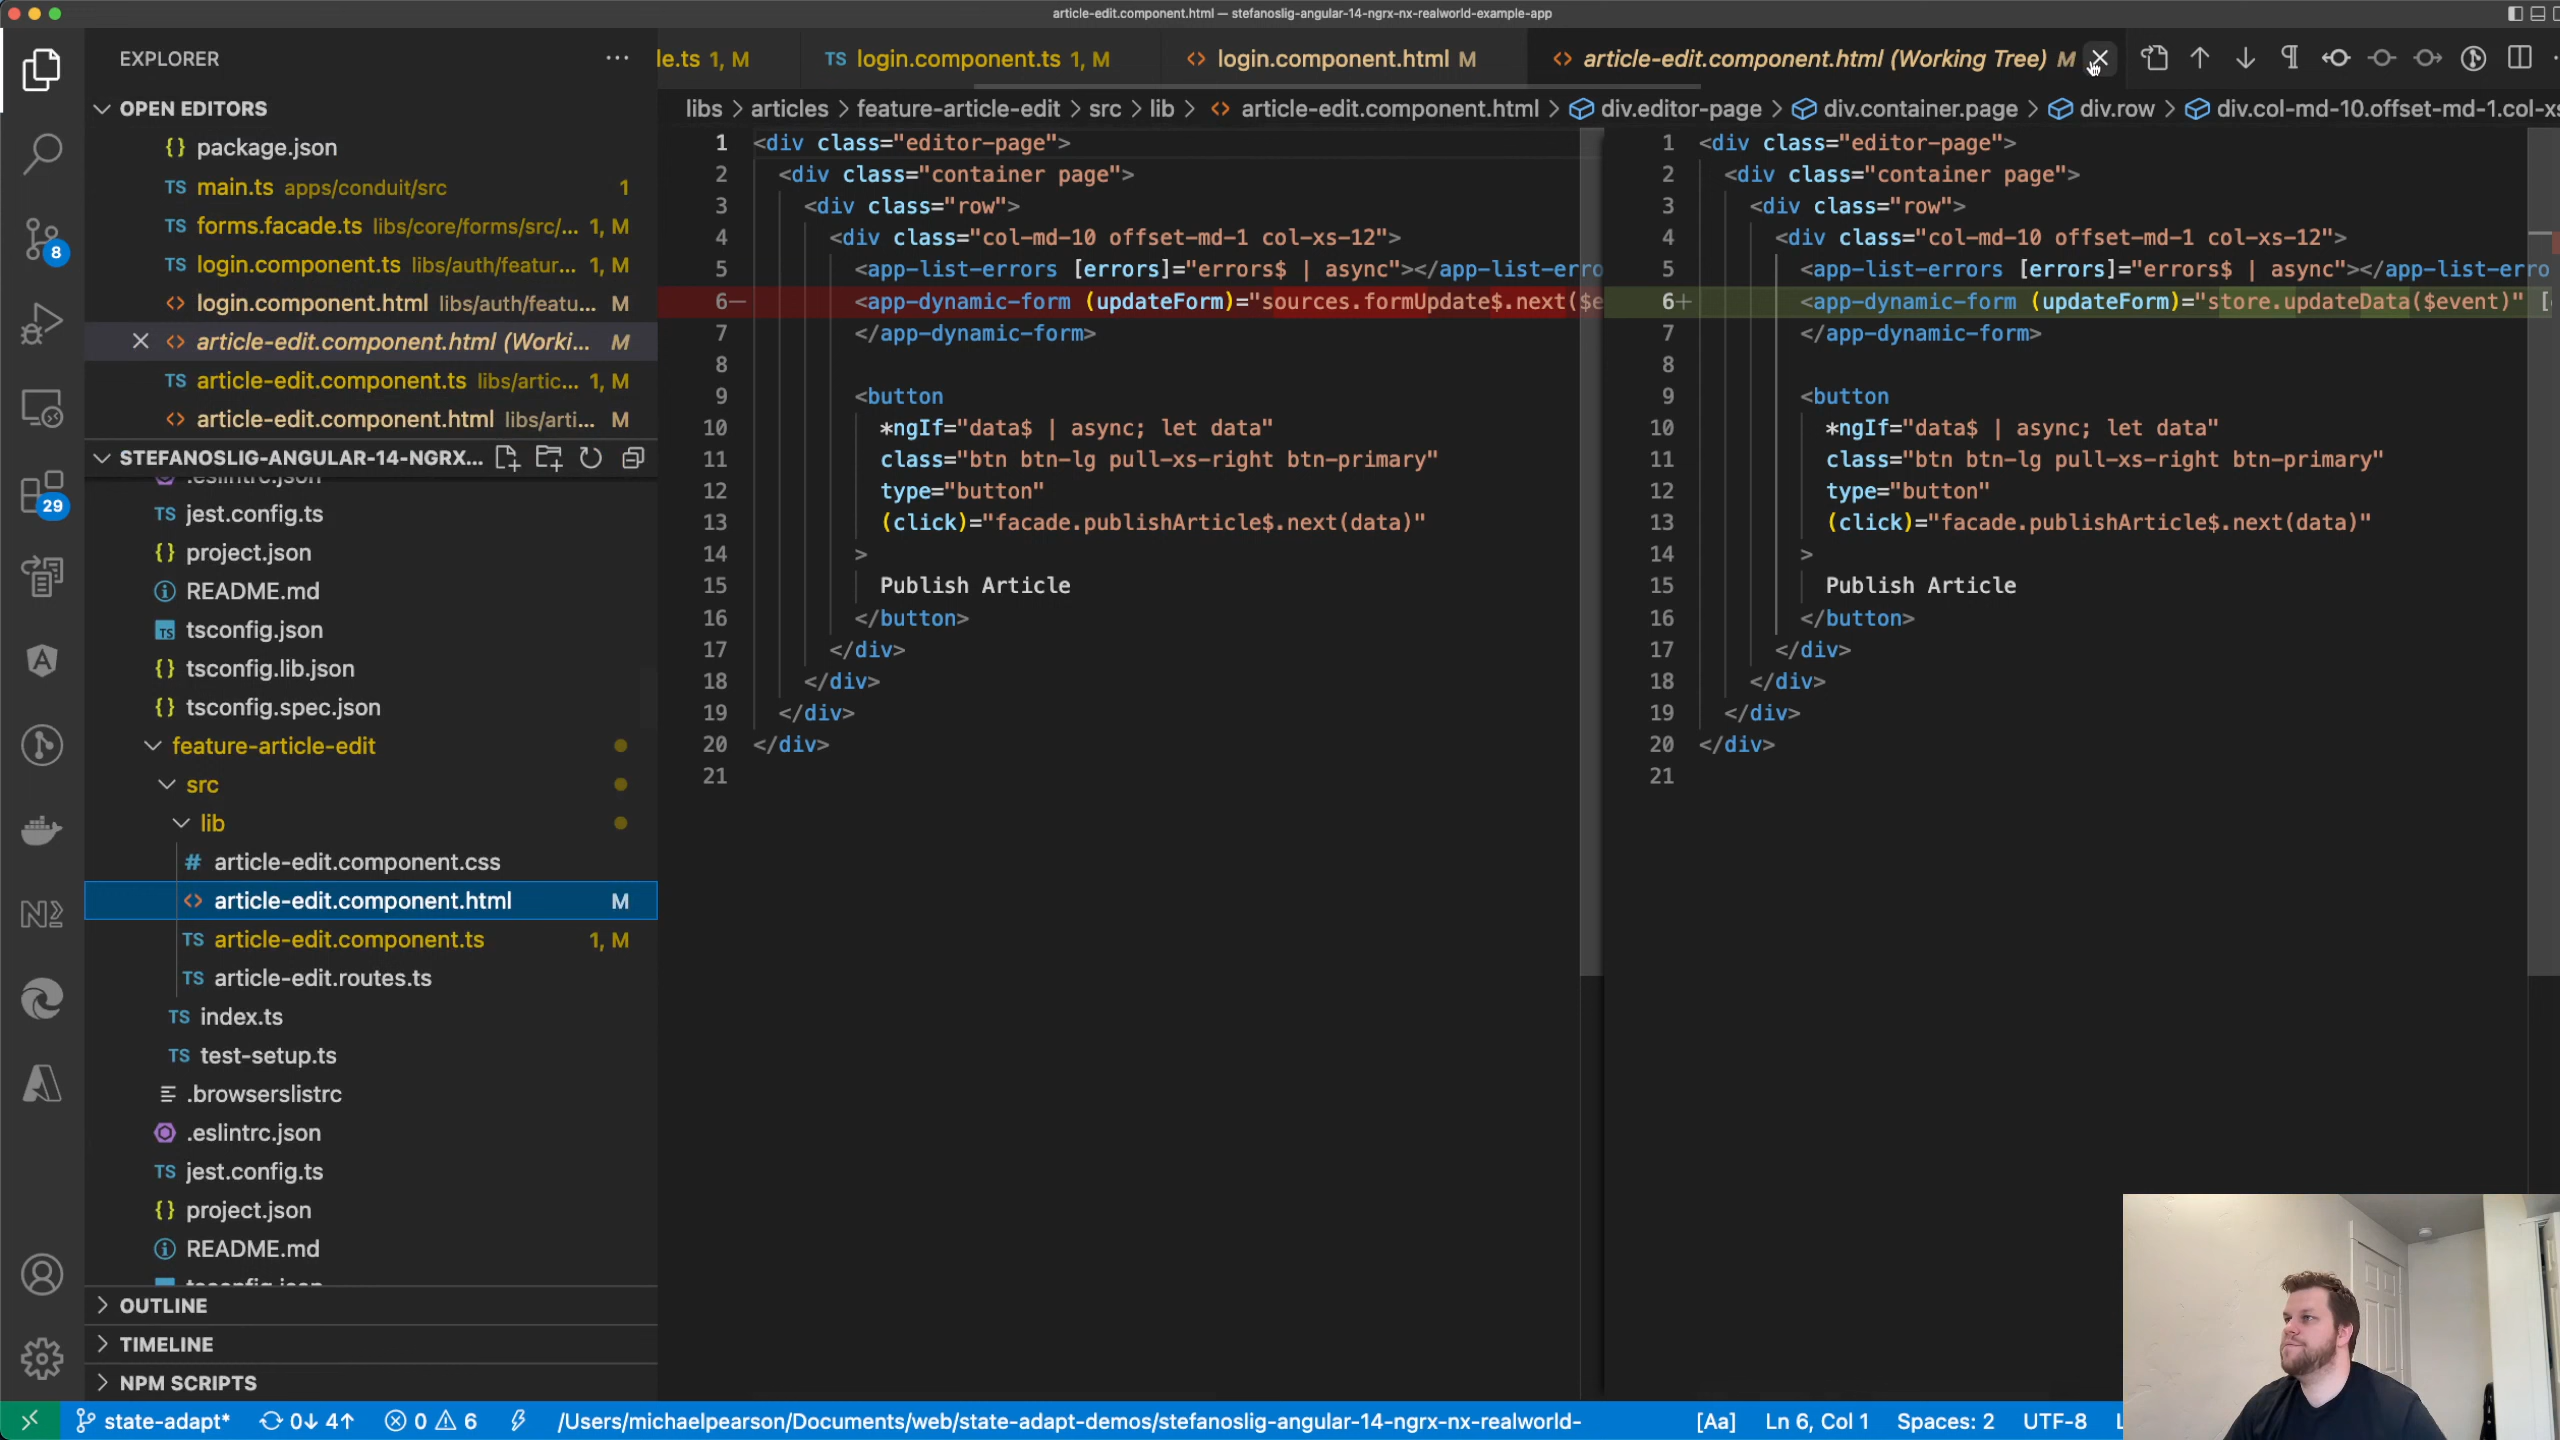 article-edit.component.html — stefanoslig-angular-14-ngrx-nx-realworld-example-app
EXPLORER
le.ts 1, M
TS login.component.ts 1, M
<> login.component.html M
<> article-edit.component.html (Working Tree) M
OPEN EDITORS
libs > articles > feature-article-edit > src > lib > <> article-edit.component.html > div.editor-page > div.container.page > div.row > div.col-md-10.offset-md-1.col-xs
{} package.json
TS main.ts apps/conduit/src 1
TS forms.facade.ts libs/core/forms/src/... 1, M
TS login.component.ts libs/auth/featur... 1, M
<> login.component.html libs/auth/featu... M
<> article-edit.component.html (Worki... M
TS article-edit.component.ts libs/artic... 1, M
<> article-edit.component.html libs/arti... M
STEFANOSLIG-ANGULAR-14-NGRX...
.eslintrc.json
TS jest.config.ts
{} project.json
README.md
TS tsconfig.json
{} tsconfig.lib.json
{} tsconfig.spec.json
feature-article-edit
src
lib
# article-edit.component.css
<> article-edit.component.html M
TS article-edit.component.ts 1, M
TS article-edit.routes.ts
TS index.ts
TS test-setup.ts
.browserslistrc
.eslintrc.json
TS jest.config.ts
{} project.json
README.md
tsconfig.json
OUTLINE
TIMELINE
NPM SCRIPTS
8
29
1 <div class="editor-page">
2 <div class="container page">
3 <div class="row">
4 <div class="col-md-10 offset-md-1 col-xs-12">
5 <app-list-errors [errors]="errors$ | async"></app-list-erro
6— <app-dynamic-form (updateForm)="sources.formUpdate$.next($e
7 </app-dynamic-form>
8
9 <button
10 *ngIf="data$ | async; let data"
11 class="btn btn-lg pull-xs-right btn-primary"
12 type="button"
13 (click)="facade.publishArticle$.next(data)"
14 >
15 Publish Article
16 </button>
17 </div>
18 </div>
19 </div>
20 </div>
21
1 <div class="editor-page">
2 <div class="container page">
3 <div class="row">
4 <div class="col-md-10 offset-md-1 col-xs-12">
5 <app-list-errors [errors]="errors$ | async"></app-list-erro
6+ <app-dynamic-form (updateForm)="store.updateData($event)" [
7 </app-dynamic-form>
8
9 <button
10 *ngIf="data$ | async; let data"
11 class="btn btn-lg pull-xs-right btn-primary"
12 type="button"
13 (click)="facade.publishArticle$.next(data)"
14 >
15 Publish Article
16 </button>
17 </div>
18 </div>
19 </div>
20 </div>
21
state-adapt* 0↓ 4↑ 0 6 /Users/michaelpearson/Documents/web/state-adapt-demos/stefanoslig-angular-14-ngrx-nx-realworld- [Aa] Ln 6, Col 1 Spaces: 2 UTF-8 L